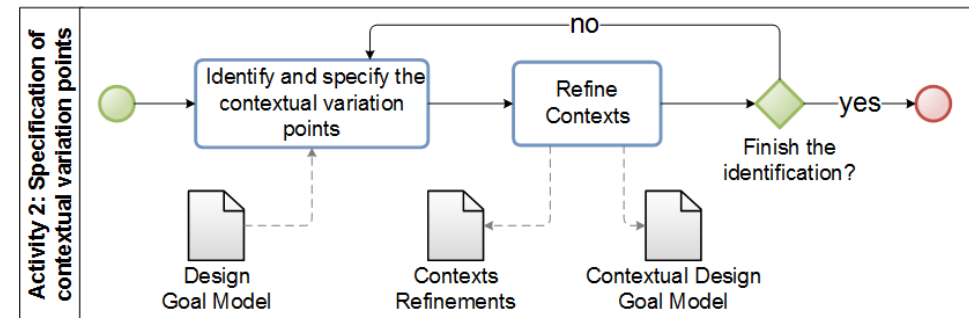 Activity 2: Specification of
contextual variation points
no
Identify and specify the
contextual variation
points
Refine
Contexts
yes
Finish the
identification?
Design
Goal Model
Contexts
Refinements
Contextual Design
Goal Model